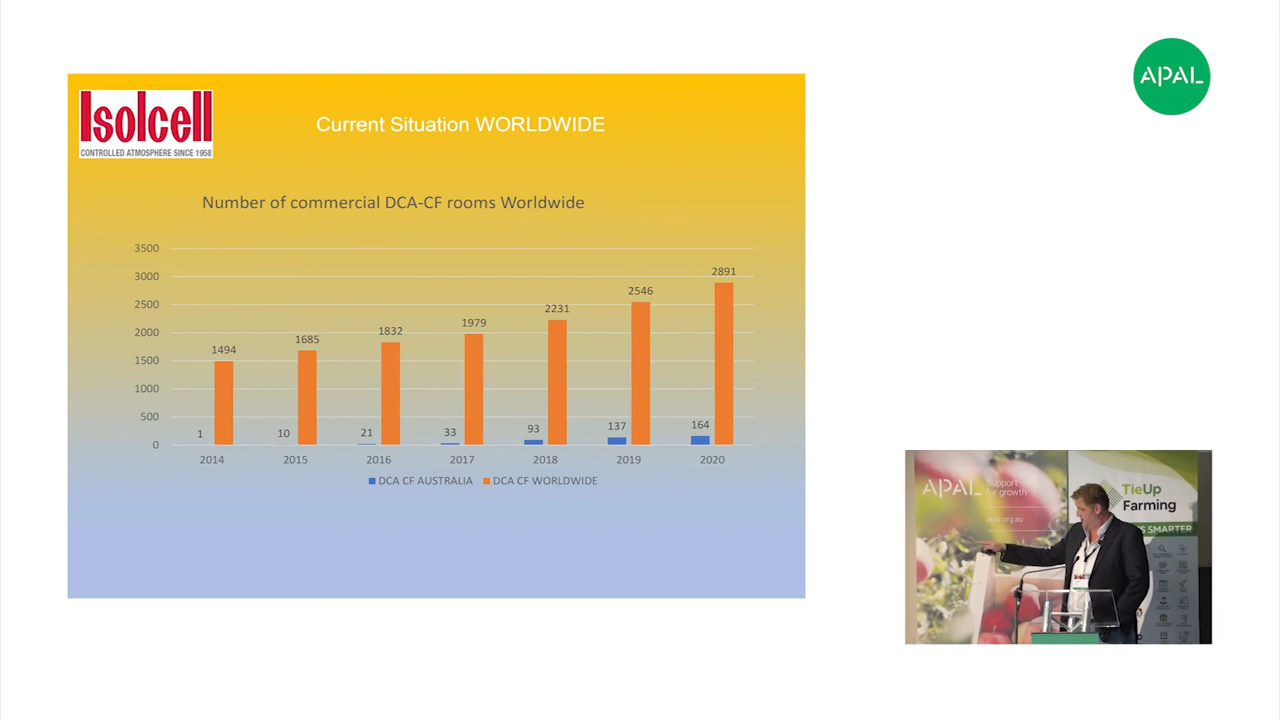 APAL
Isolcell
CONTROLLED ATMOSPHERE SINCE 1958
Current Situation WORLDWIDE
Number of commercial DCA-CF rooms Worldwide
3500
3000
2500
2000
1500
1000
500
0
1494
1685
1832
1979
2231
2546
2891
1
10
21
33
93
137
164
2014
2015
2016
2017
2018
2019
2020
DCA CF AUSTRALIA
DCA CF WORLDWIDE
APAL
Support
for growth
apal.org.au
TieUp
Farming
SMARTER